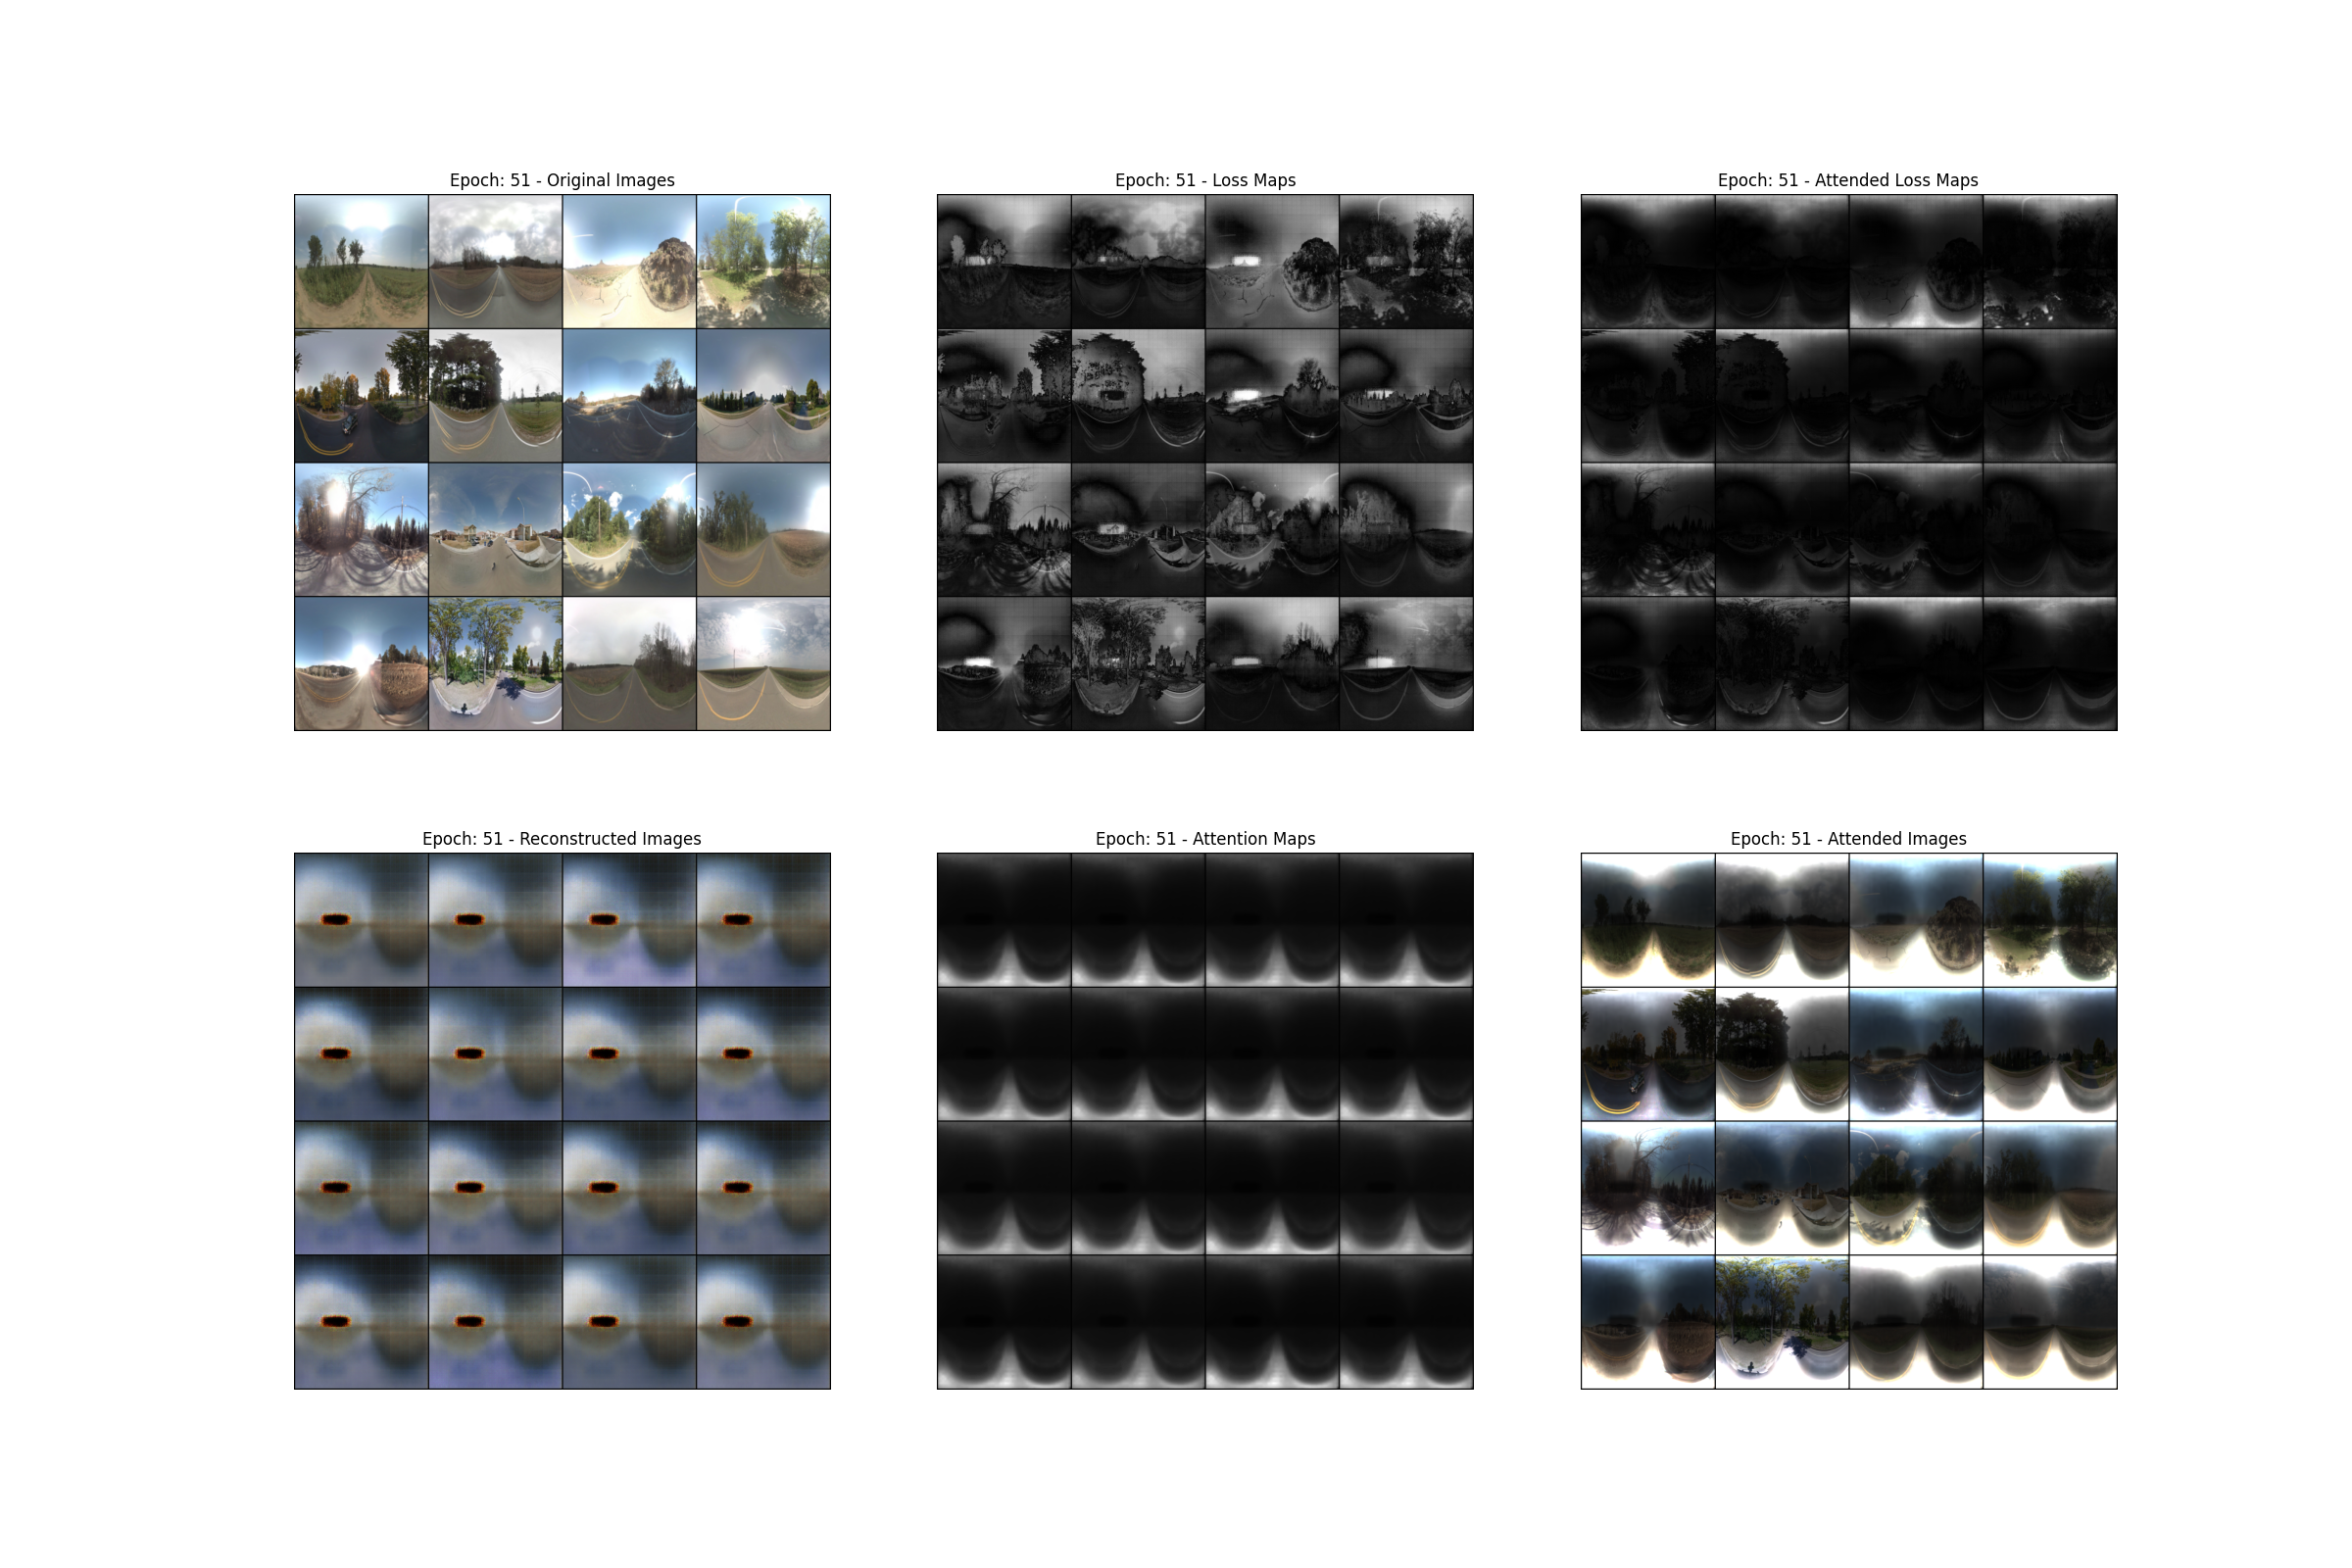 Epoch: 51 - Original Images
Epoch: 51 - Loss Maps
Epoch: 51 - Attended Loss Maps
Epoch: 51 - Reconstructed Images
Epoch: 51 - Attention Maps
Epoch: 51 - Attended Images